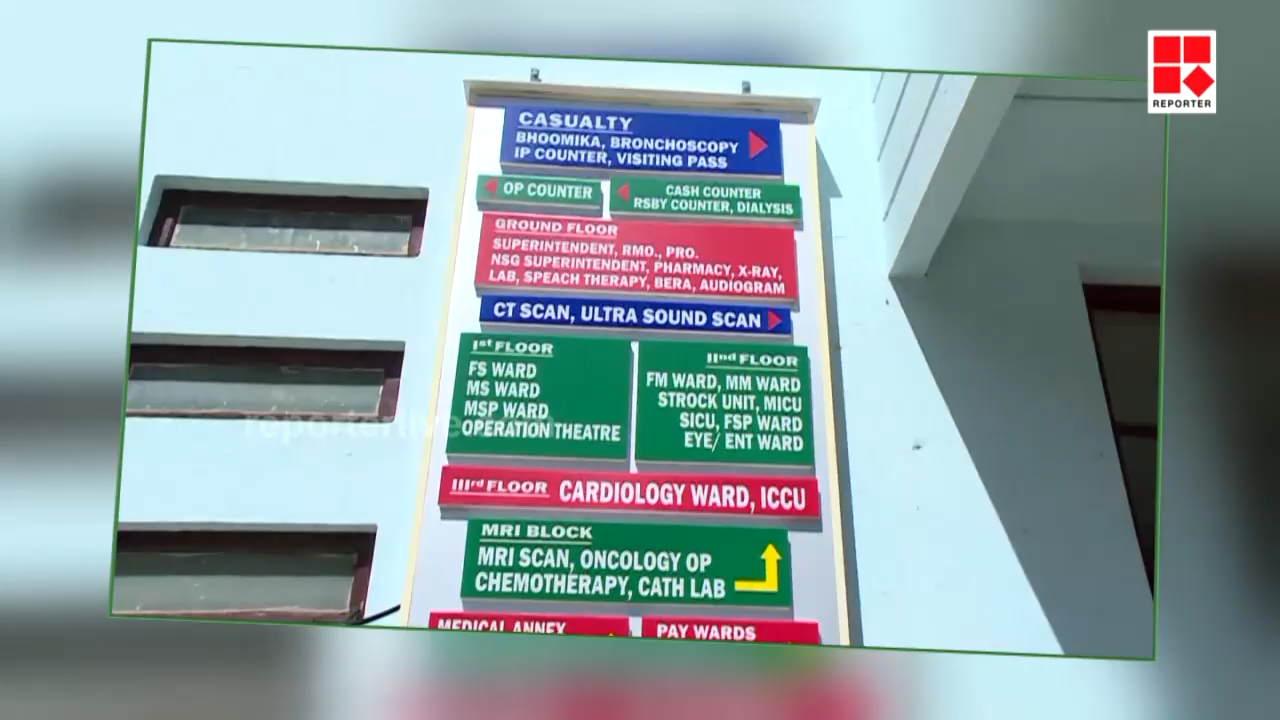 REPORTER
CASUALTY
BHOOMIKA, BRONCHOSCOPY
IP COUNTER, VISITING PASS
OP COUNTER
CASH COUNTER
RSBY COUNTER, DIALYSIS
GROUND FLOOR
SUPERINTENDENT, RMO., PRO.
NSG SUPERINTENDENT, PHARMACY, X-RAY,
LAB, SPEACH THERAPY, BERA, AUDIOGRAM
CT SCAN, ULTRA SOUND SCAN
Ist FLOOR
FS WARD
MS WARD
MSP WARD
OPERATION THEATRE
IInd FLOOR
FM WARD, MM WARD
STROCK UNIT, MICU
SICU, FSP WARD
EYE/ ENT WARD
IIIrd FLOOR CARDIOLOGY WARD, ICCU
MRI BLOCK
MRI SCAN, ONCOLOGY OP
CHEMOTHERAPY, CATH LAB
MEDICAL ANNEX
PAY WARDS